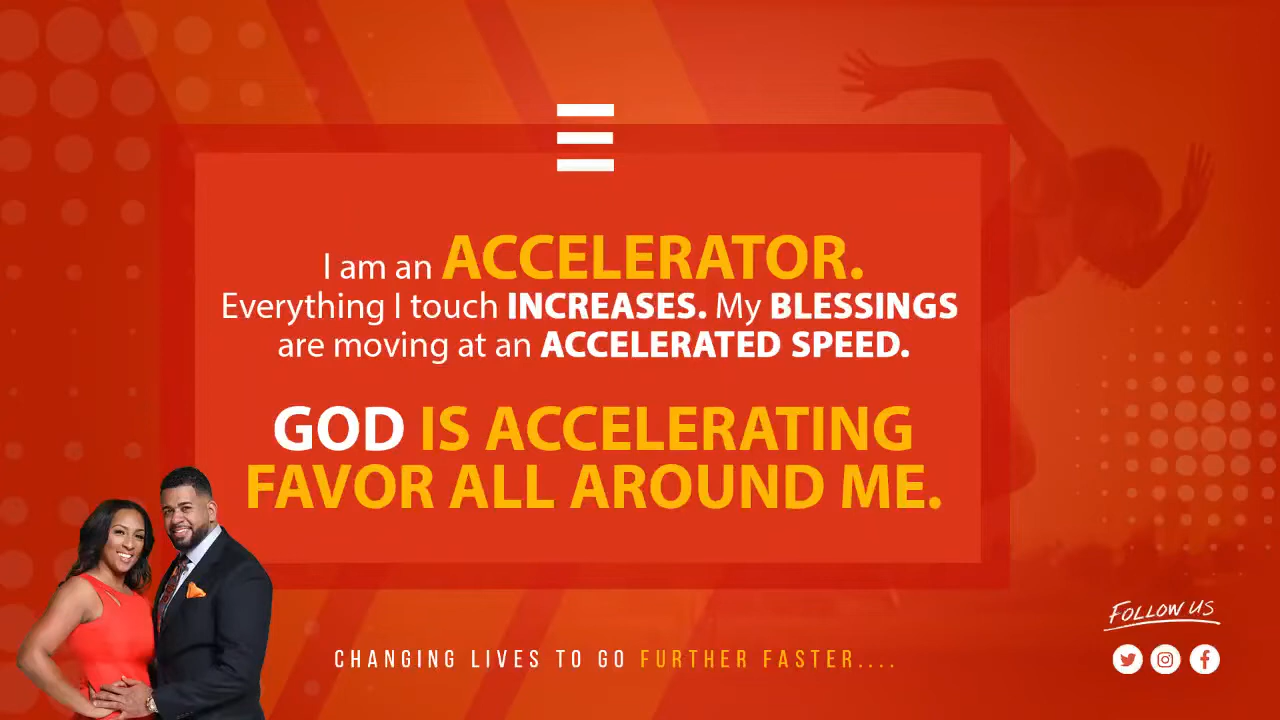 I am an ACCELERATOR.
Everything I touch INCREASES. My BLESSINGS
are moving at an ACCELERATED SPEED.
GOD IS ACCELERATING
FAVOR ALL AROUND ME.
CHANGING LIVES TO GO FURTHER FASTER....
FOLLOW US